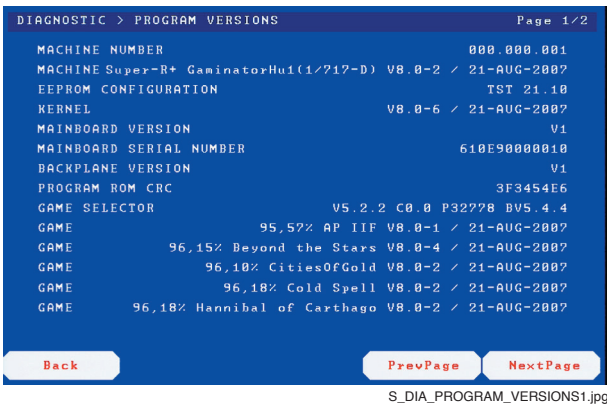 DIAGNOSTIC > PROGRAM VERSIONS Page 1/2
MACHINE NUMBER 000.000.001
MACHINE Super-R+ GaminatorHu1(1/717-D) V8.0-2 / 21-AUG-2007
EEPROM CONFIGURATION TST 21.10
KERNEL V8.0-6 / 21-AUG-2007
MAINBOARD VERSION V1
MAINBOARD SERIAL NUMBER 610E90000010
BACKPLANE VERSION V1
PROGRAM ROM CRC 3F3454E6
GAME SELECTOR V5.2.2 C0.0 P32778 BV5.4.4
GAME 95,57% AP IIF V8.0-1 / 21-AUG-2007
GAME 96,15% Beyond the Stars V8.0-4 / 21-AUG-2007
GAME 96,10% CitiesOfGold V8.0-2 / 21-AUG-2007
GAME 96,18% Cold Spell V8.0-2 / 21-AUG-2007
GAME 96,18% Hannibal of Carthago V8.0-2 / 21-AUG-2007
Back PrevPage NextPage
S_DIA_PROGRAM_VERSIONS1.jpg